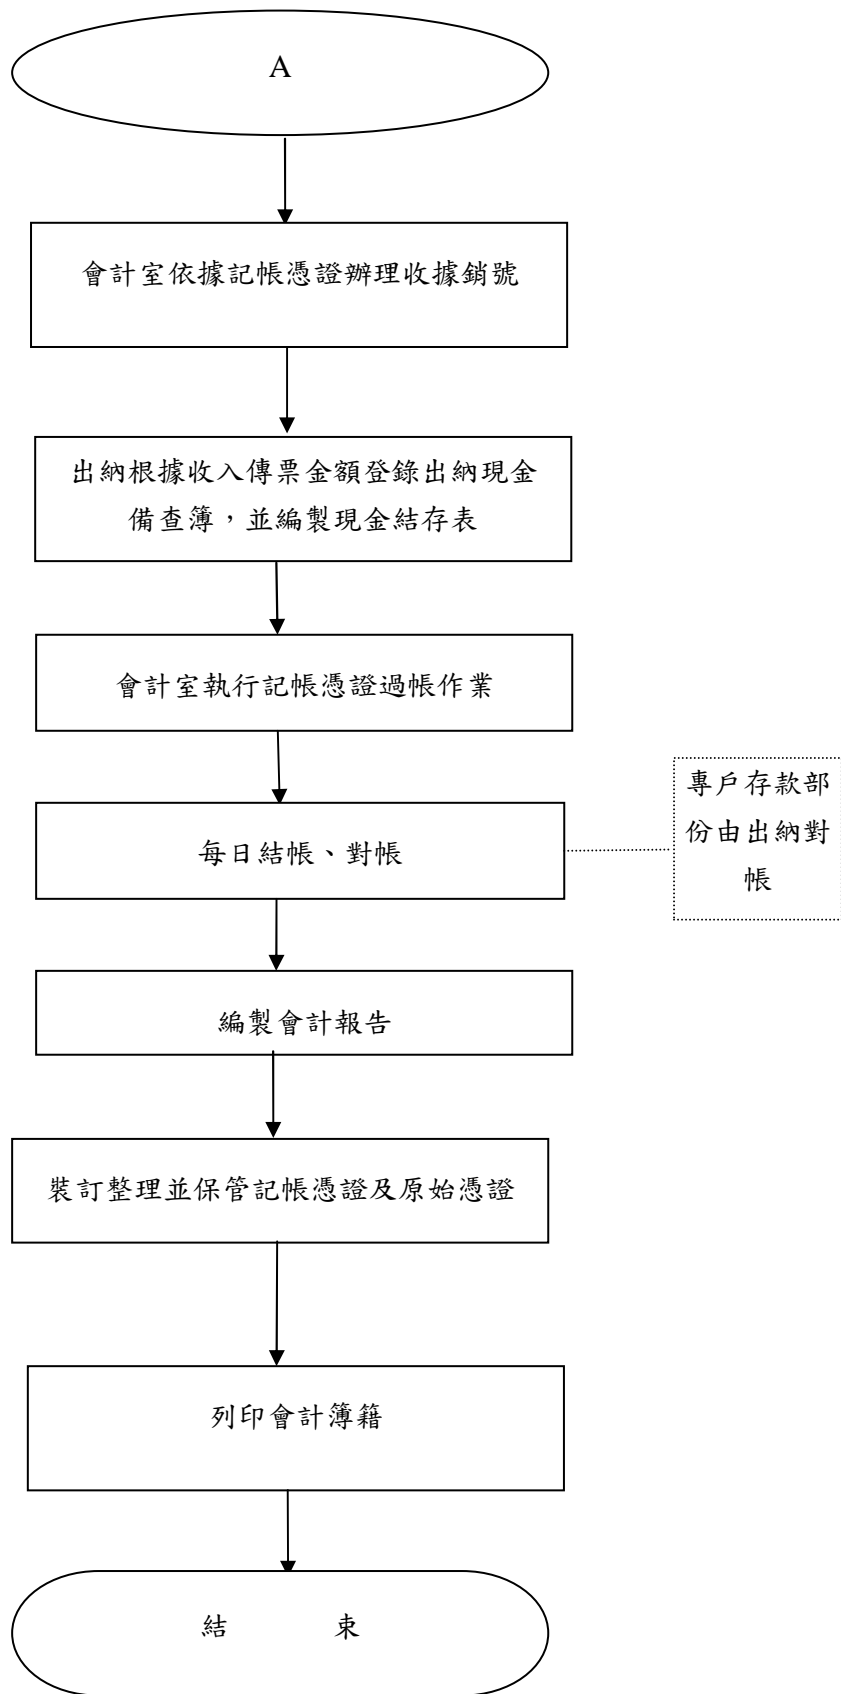 A
會計室依據記帳憑證辦理收據銷號
出納根據收入傳票金額登錄出納現金
備查簿，並編製現金結存表
會計室執行記帳憑證過帳作業
每日結帳、對帳
專戶存款部
份由出納對
帳
編製會計報告
裝訂整理並保管記帳憑證及原始憑證
列印會計簿籍
結 束